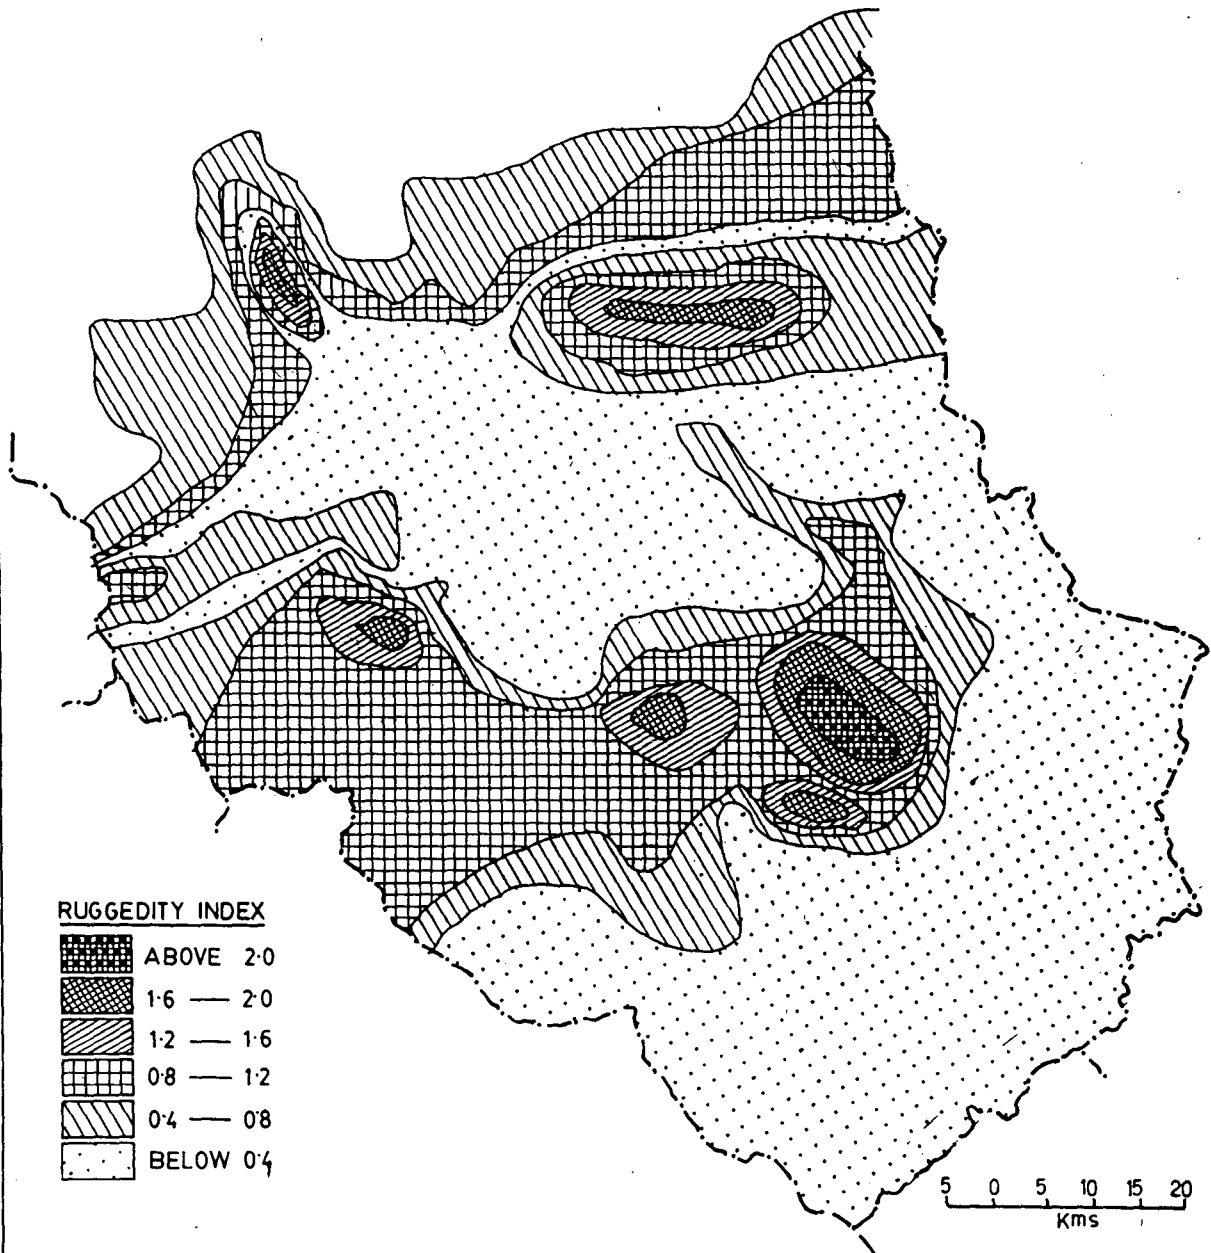 RUGGEDITY INDEX
ABOVE 2·0
1·6 — 2·0
1·2 — 1·6
0·8 — 1·2
0·4 — 0·8
BELOW 0·4
5 0 5 10 15 20
Kms